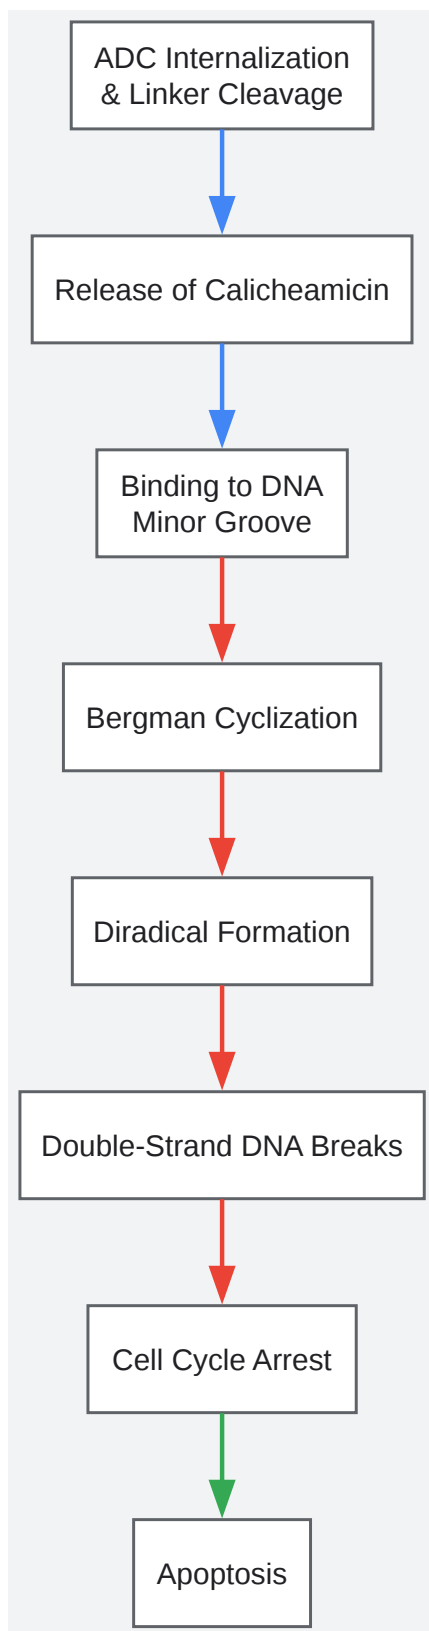 ADC Internalization
& Linker Cleavage
Release of Calicheamicin
Binding to DNA
Minor Groove
Bergman Cyclization
Diradical Formation
Double-Strand DNA Breaks
Cell Cycle Arrest
Apoptosis